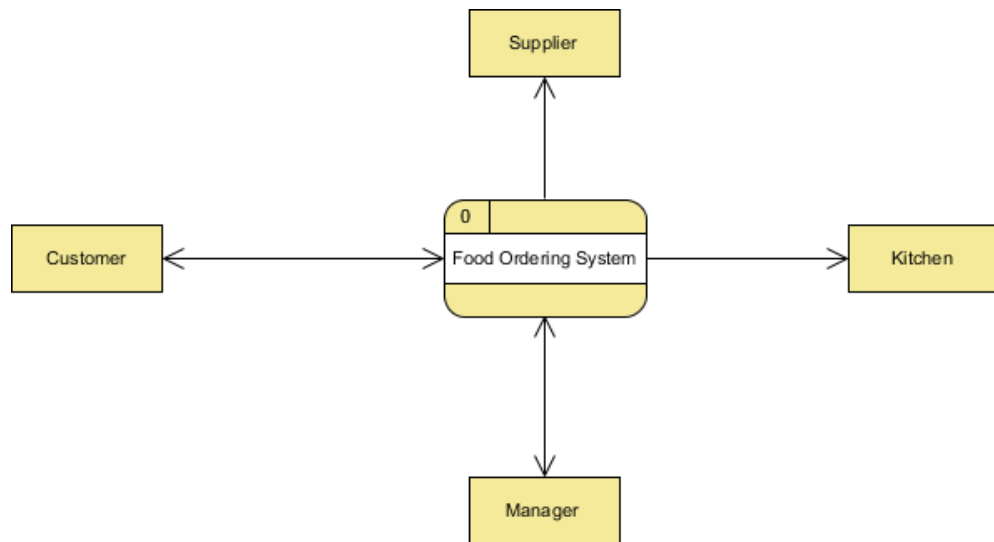 Supplier
0
Customer
Food Ordering System
Kitchen
Manager